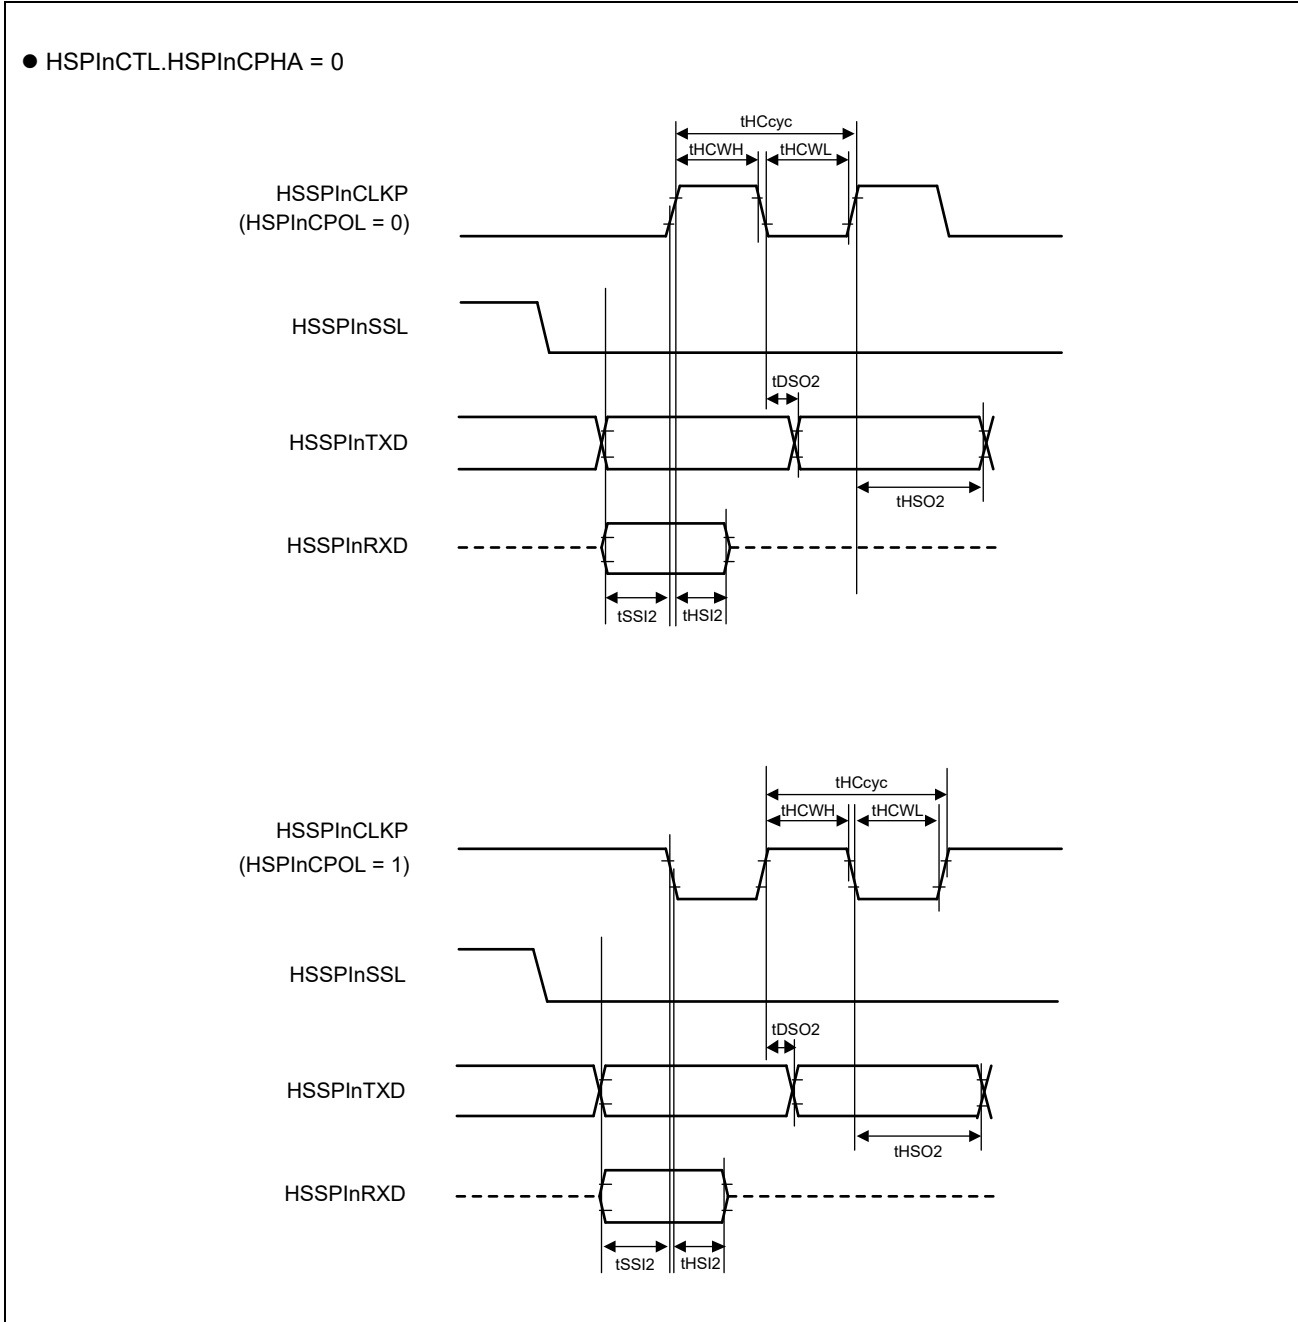 ● HSPInCTL.HSPInCPHA = 0
tHCcyc
tHCWH
tHCWL
HSSPInCLKP
(HSPInCPOL = 0)
HSSPInSSL
tDSO2
HSSPInTXD
tHSO2
HSSPInRXD
tSSI2
tHSI2
tHCcyc
tHCWH
tHCWL
HSSPInCLKP
(HSPInCPOL = 1)
HSSPInSSL
tDSO2
HSSPInTXD
tHSO2
HSSPInRXD
tSSI2
tHSI2